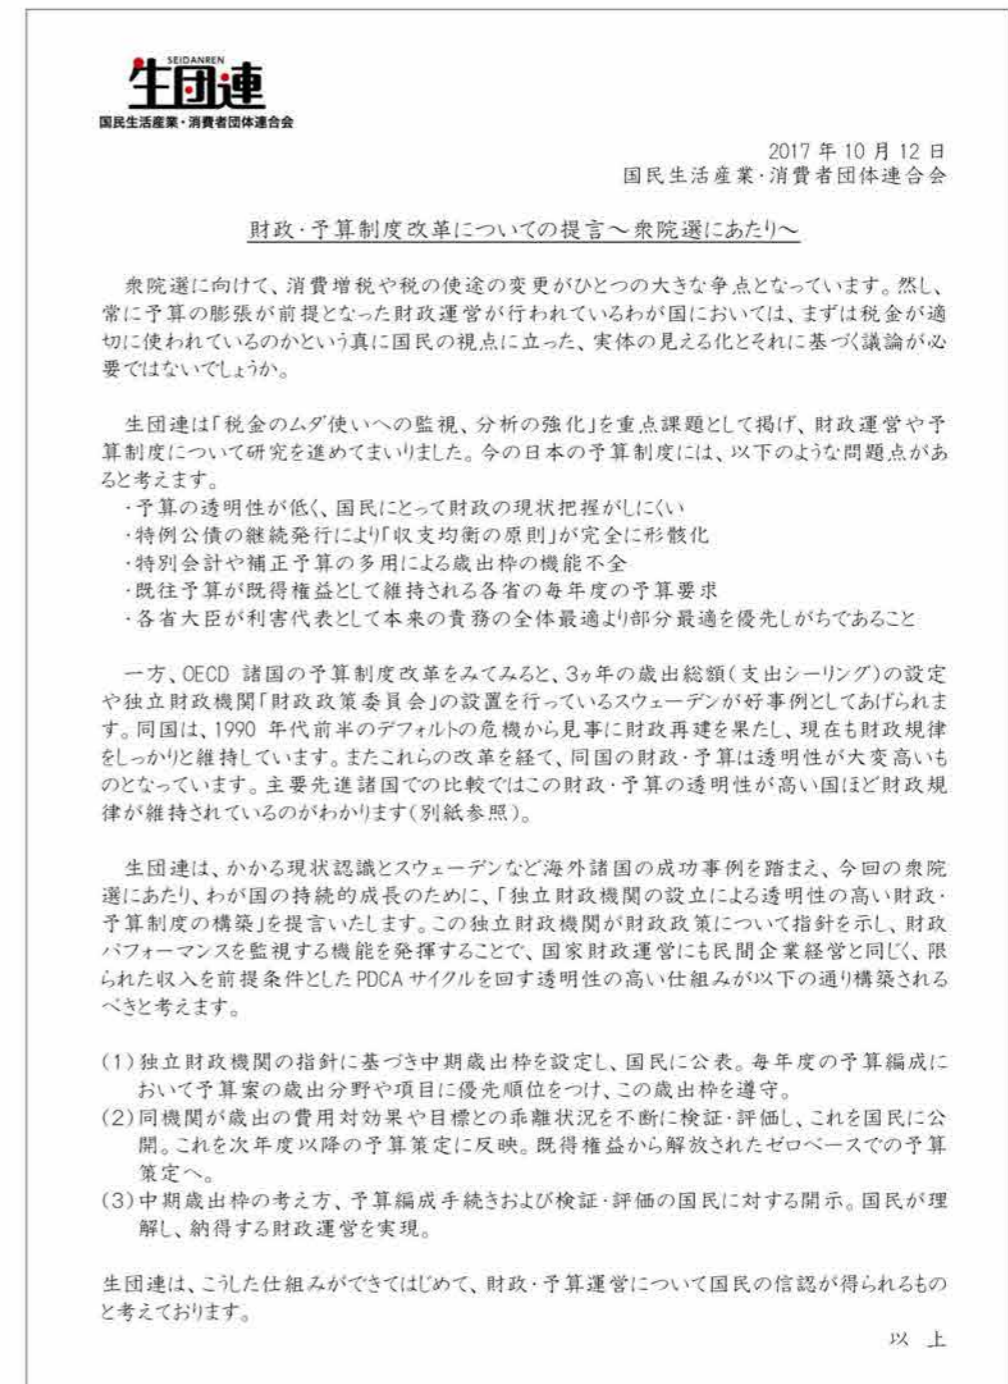 SEIDANREN
生団連
国民生活産業・消費者団体連合会
2017 年 10 月 12 日
国民生活産業・消費者団体連合会
財政・予算制度改革についての提言～衆院選にあたり～
衆院選に向けて、消費増税や税の使途の変更がひとつの大きな争点となっています。然し、
常に予算の膨張が前提となった財政運営が行われているわが国においては、まずは税金が適
切に使われているのかという真に国民の視点に立った、実体の見える化とそれに基づく議論が必
要ではないでしょうか。
生団連は「税金のムダ使いへの監視、分析の強化」を重点課題として掲げ、財政運営や予
算制度について研究を進めてまいりました。今の日本の予算制度には、以下のような問題点があ
ると考えます。
・予算の透明性が低く、国民にとって財政の現状把握がしにくい
・特例公債の継続発行により「収支均衡の原則」が完全に形骸化
・特別会計や補正予算の多用による歳出枠の機能不全
・既往予算が既得権益として維持される各省の毎年度の予算要求
・各省大臣が利害代表として本来の責務の全体最適より部分最適を優先しがちであること
一方、OECD 諸国の予算制度改革をみてみると、3ヵ年の歳出総額(支出シーリング)の設定
や独立財政機関「財政政策委員会」の設置を行っているスウェーデンが好事例としてあげられま
す。同国は、1990 年代前半のデフォルトの危機から見事に財政再建を果たし、現在も財政規律
をしっかりと維持しています。またこれらの改革を経て、同国の財政・予算は透明性が大変高いも
のとなっています。主要先進諸国での比較ではこの財政・予算の透明性が高い国ほど財政規
律が維持されているのがわかります(別紙参照)。
生団連は、かかる現状認識とスウェーデンなど海外諸国の成功事例を踏まえ、今回の衆院
選にあたり、わが国の持続的成長のために、「独立財政機関の設立による透明性の高い財政・
予算制度の構築」を提言いたします。この独立財政機関が財政政策について指針を示し、財政
パフォーマンスを監視する機能を発揮することで、国家財政運営にも民間企業経営と同じく、限
られた収入を前提条件としたPDCAサイクルを回す透明性の高い仕組みが以下の通り構築される
べきと考えます。
(1)独立財政機関の指針に基づき中期歳出枠を設定し、国民に公表。毎年度の予算編成に
おいて予算案の歳出分野や項目に優先順位をつけ、この歳出枠を遵守。
(2)同機関が歳出の費用対効果や目標との乖離状況を不断に検証・評価し、これを国民に公
開。これを次年度以降の予算策定に反映。既得権益から解放されたゼロベースでの予算
策定へ。
(3)中期歳出枠の考え方、予算編成手続きおよび検証・評価の国民に対する開示。国民が理
解し、納得する財政運営を実現。
生団連は、こうした仕組みができてはじめて、財政・予算運営について国民の信認が得られるもの
と考えております。
以 上